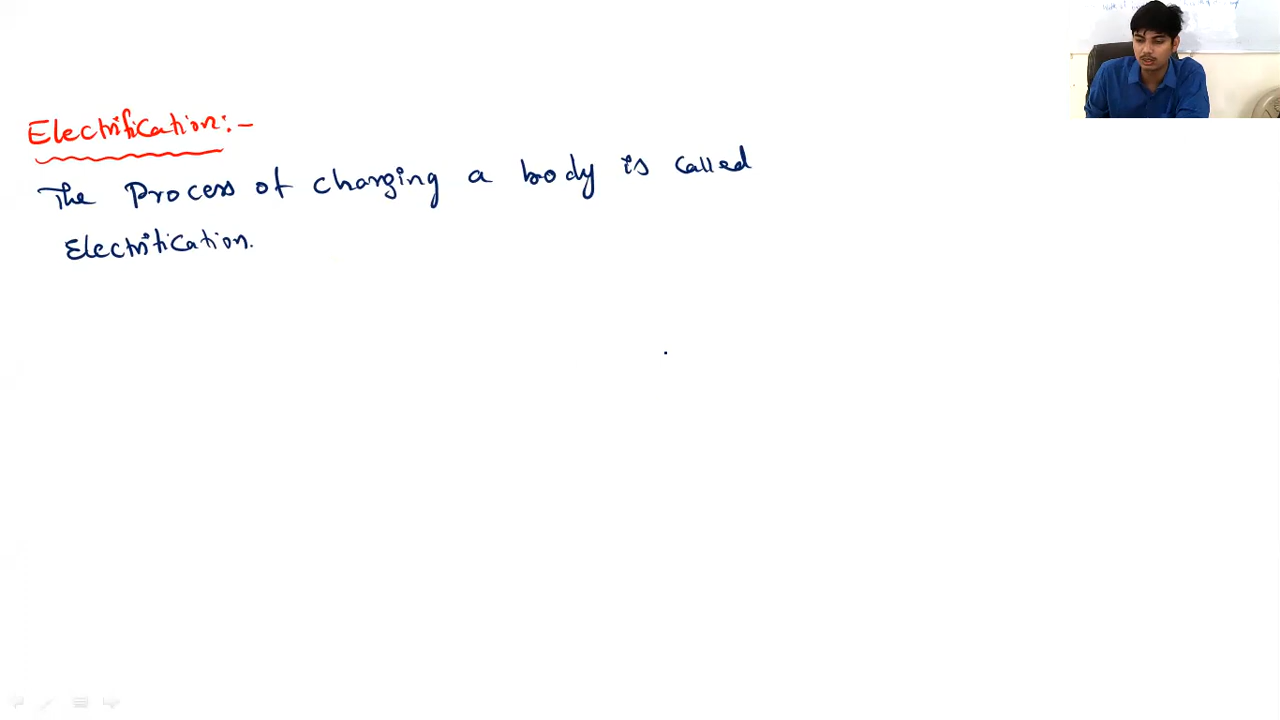 Electrification:-
The Process of charging a body is called
Electrification.